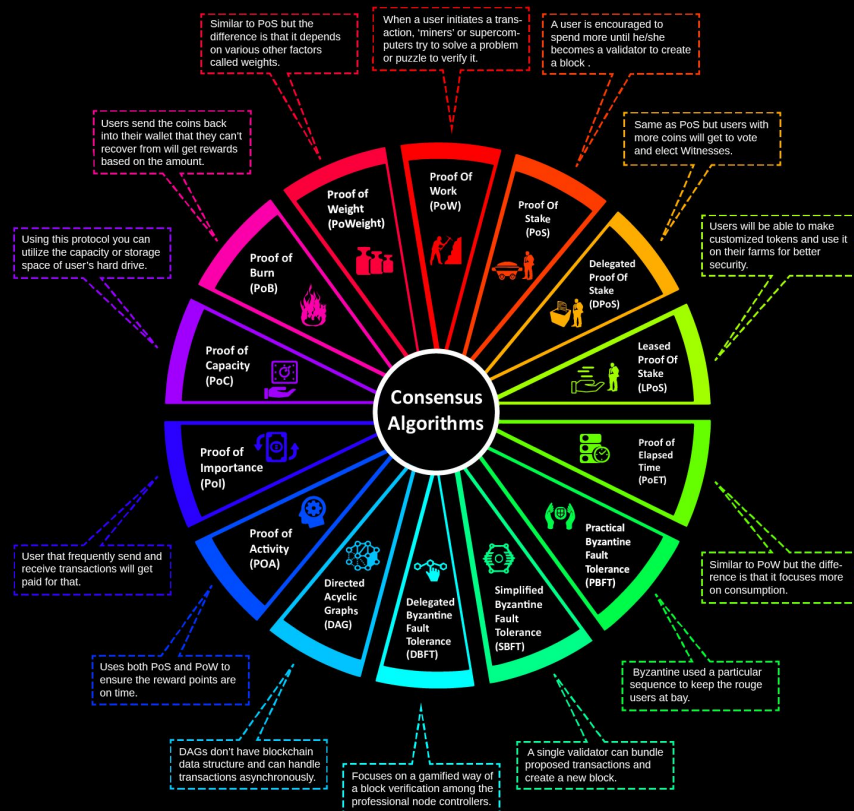 Similar to PoS but the
difference is that it depends
on various other factors
called weights.
When a user initiates a trans-
action, 'miners' or supercom-
puters try to solve a problem
or puzzle to verify it.
A user is encouraged to
spend more until he/she
becomes a validator to create
a block .
Users send the coins back
into their wallet that they can't
recover from will get rewards
based on the amount.
Same as PoS but users with
more coins will get to vote
and elect Witnesses.
Using this protocol you can
utilize the capacity or storage
space of user's hard drive.
Users will be able to make
customized tokens and use it
on their farms for better
security.
Proof of
Weight
(PoWeight)
Proof Of
Work
(PoW)
Proof Of
Stake
(PoS)
Proof of
Burn
(PoB)
Delegated
Proof Of
Stake
(DPoS)
Proof of
Capacity
(PoC)
Leased
Proof Of
Stake
(LPoS)
Consensus
Algorithms
Proof of
Importance
(PoI)
Proof of
Elapsed
Time
(PoET)
Proof of
Activity
(POA)
Practical
Byzantine
Fault
Tolerance
(PBFT)
Directed
Acyclic
Graphs
(DAG)
Delegated
Byzantine
Fault
Tolerance
(DBFT)
Simplified
Byzantine
Fault
Tolerance
(SBFT)
User that frequently send and
receive transactions will get
paid for that.
Similar to PoW but the diffe-
rence is that it focuses more
on consumption.
Uses both PoS and PoW to
ensure the reward points are
on time.
Byzantine used a particular
sequence to keep the rouge
users at bay.
DAGs don't have blockchain
data structure and can handle
transactions asynchronously.
Focuses on a gamified way of
a block verification among the
professional node controllers.
A single validator can bundle
proposed transactions and
create a new block.